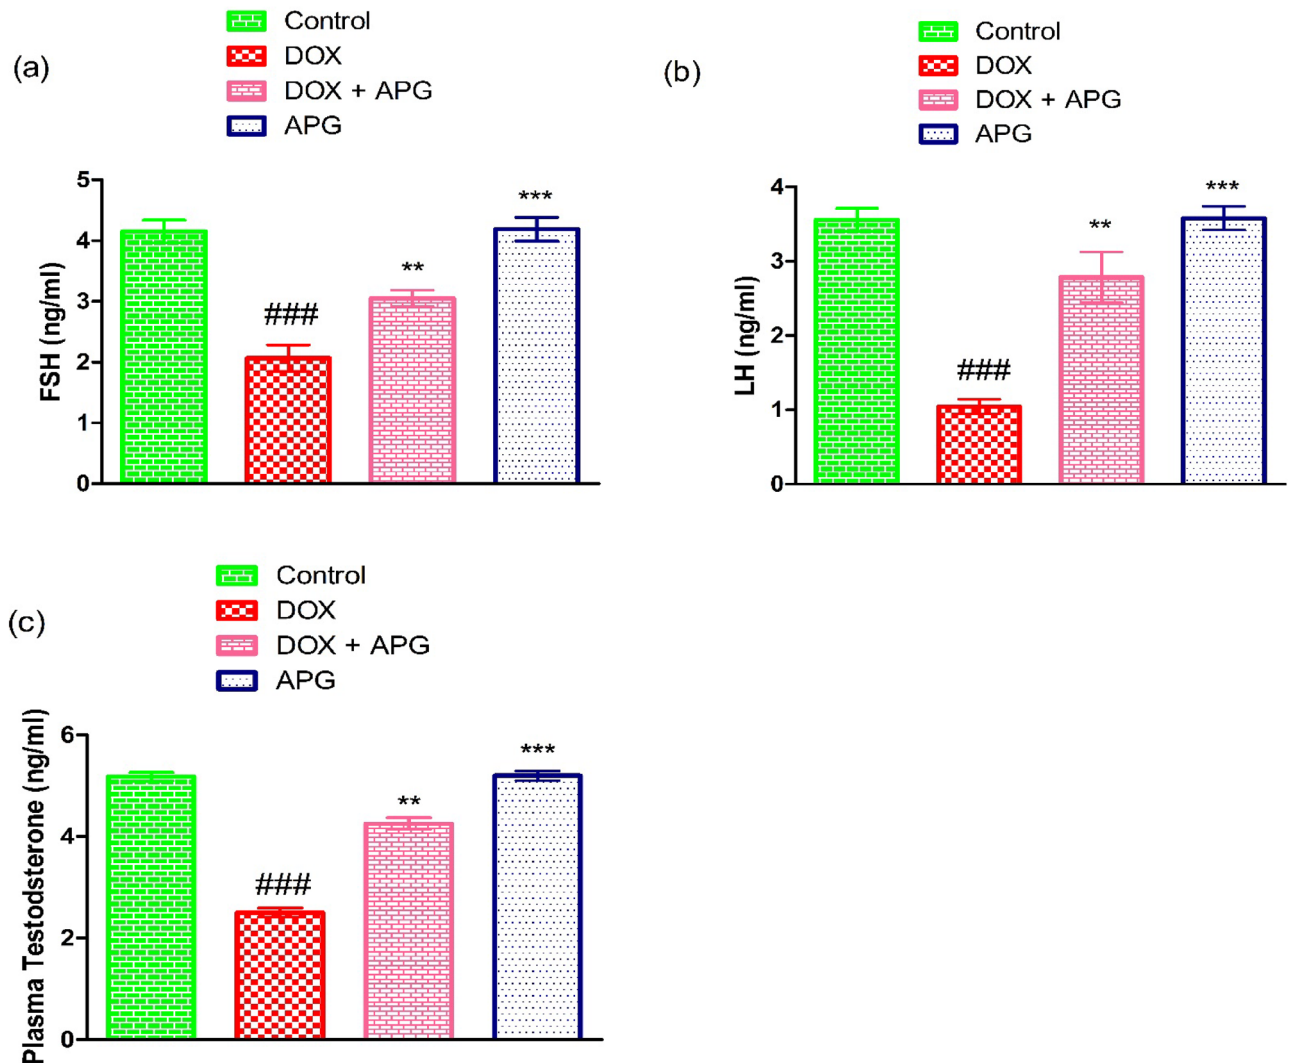 (a)
Control
DOX
DOX + APG
APG
FSH (ng/ml)
5
4
3
2
1
0
###
**
***
(b)
Control
DOX
DOX + APG
APG
LH (ng/ml)
4
3
2
1
0
###
**
***
(c)
Control
DOX
DOX + APG
APG
Plasma Testodsterone (ng/ml)
6
4
2
0
###
**
***